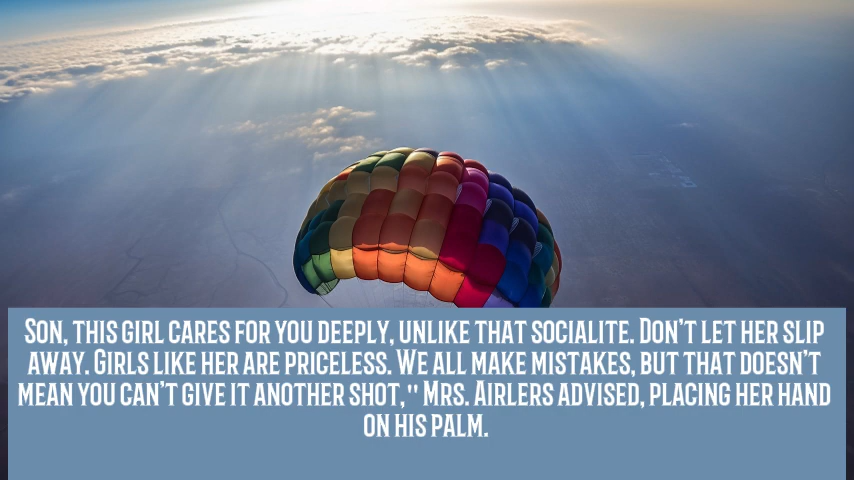 Son, this girl cares for you deeply, unlike that socialite. Don't let her slip
away. Girls like her are priceless. We all make mistakes, but that doesn't
mean you can't give it another shot," Mrs. Airlers advised, placing her hand
on his palm.